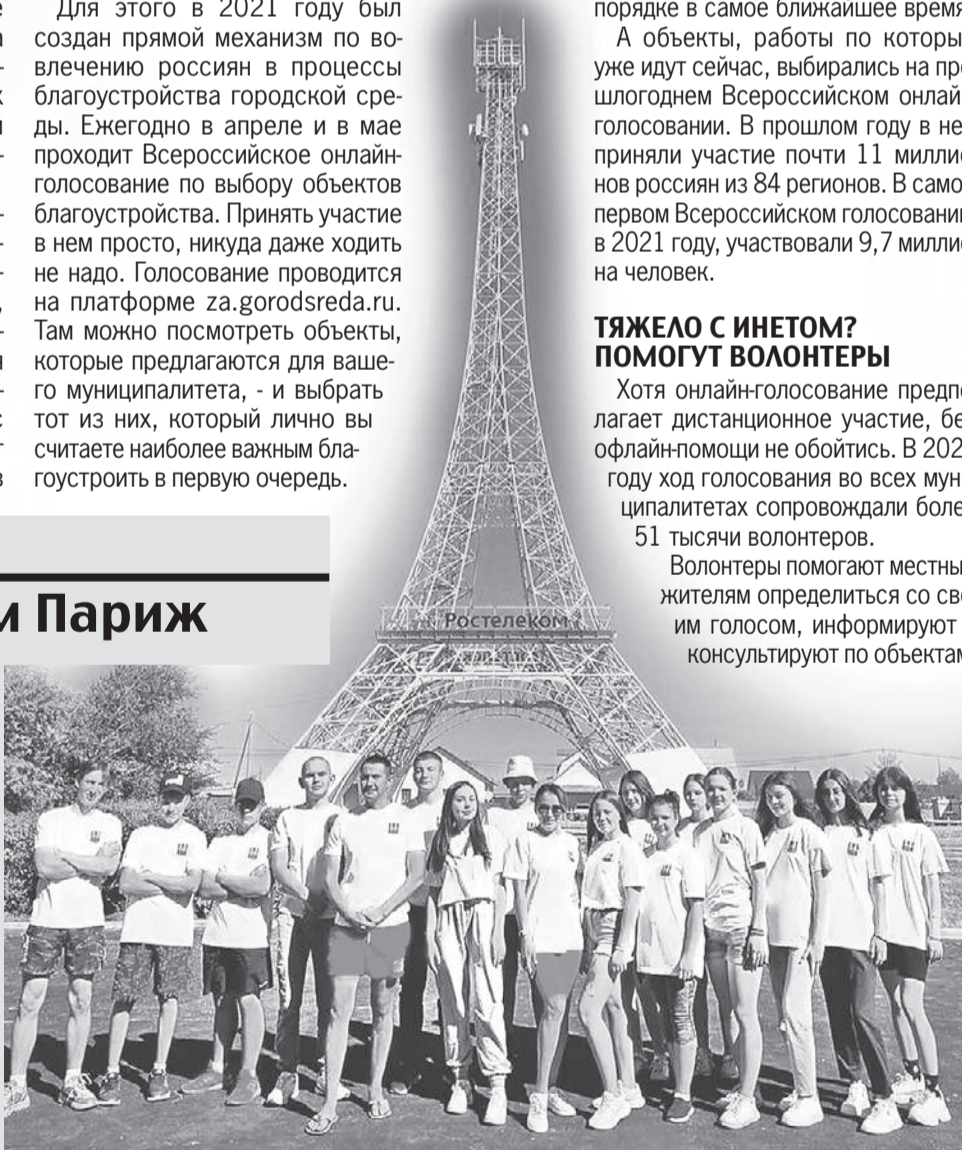 Для этого в 2021 году был
создан прямой механизм по во-
влечению россиян в процессы
благоустройства городской сре-
ды. Ежегодно в апреле и в мае
проходит Всероссийское онлайн-
голосование по выбору объектов
благоустройства. Принять участие
в нем просто, никуда даже ходить
не надо. Голосование проводится
на платформе za.gorodsreda.ru.
Там можно посмотреть объекты,
которые предлагаются для ваше-
го муниципалитета, - и выбрать
тот из них, который лично вы
считаете наиболее важным бла-
гоустроить в первую очередь.
и Париж
Ростелеком
порядке в самое ближайшее время
А объекты, работы по которы
уже идут сейчас, выбирались на про
шлогоднем Всероссийском онлай
голосовании. В прошлом году в не
приняли участие почти 11 миллио
нов россиян из 84 регионов. В само
первом Всероссийском голосовани
в 2021 году, участвовали 9,7 миллио
на человек.
ТЯЖЕЛО С ИНЕТОМ?
ПОМОГУТ ВОЛОНТЕРЫ
Хотя онлайн-голосование предпо
лагает дистанционное участие, бе
офлайн-помощи не обойтись. В 202
году ход голосования во всех мун
ципалитетах сопровождали боле
51 тысячи волонтеров.
Волонтеры помогают местны
жителям определиться со сво
им голосом, информируют
консультируют по объектам